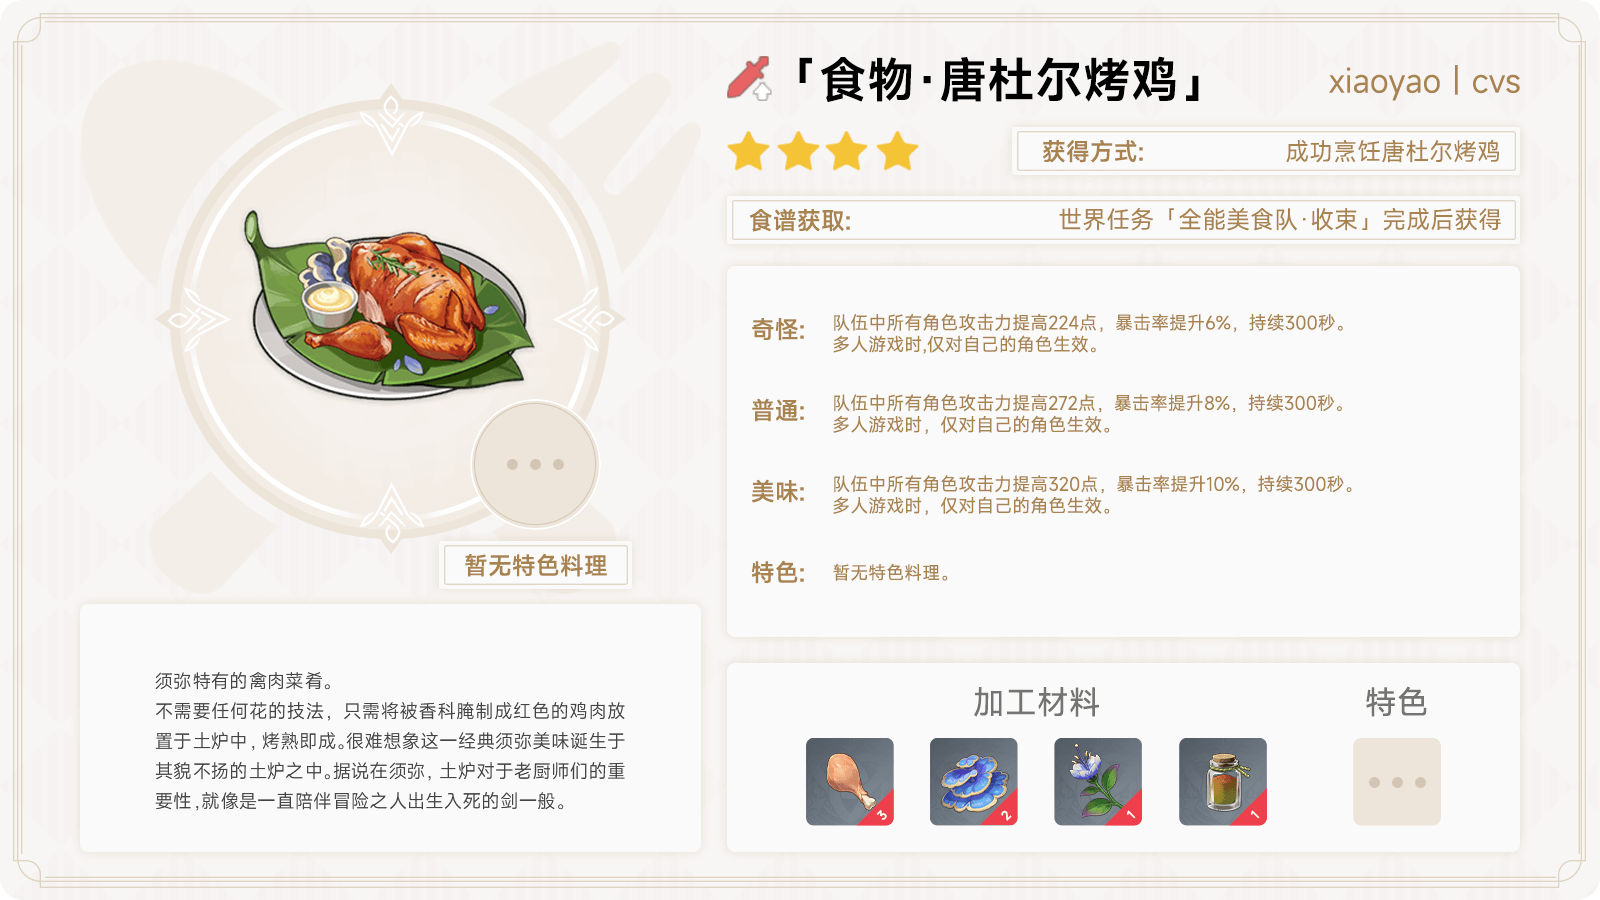 「食物·唐杜尔烤鸡」
xiaoyao | cvs
获得方式: 成功烹饪唐杜尔烤鸡
食谱获取: 世界任务「全能美食队·收束」完成后获得
奇怪: 队伍中所有角色攻击力提高224点，暴击率提升6%，持续300秒。
多人游戏时,仅对自己的角色生效。
普通: 队伍中所有角色攻击力提高272点，暴击率提升8%，持续300秒。
多人游戏时，仅对自己的角色生效。
美味: 队伍中所有角色攻击力提高320点，暴击率提升10%，持续300秒。
多人游戏时，仅对自己的角色生效。
特色: 暂无特色料理。
暂无特色料理
须弥特有的禽肉菜肴。
不需要任何花的技法，只需将被香科腌制成红色的鸡肉放
置于土炉中，烤熟即成。很难想象这一经典须弥美味诞生于
其貌不扬的土炉之中。据说在须弥，土炉对于老厨师们的重
要性,就像是一直陪伴冒险之人出生入死的剑一般。
加工材料
特色
3
2
1
1